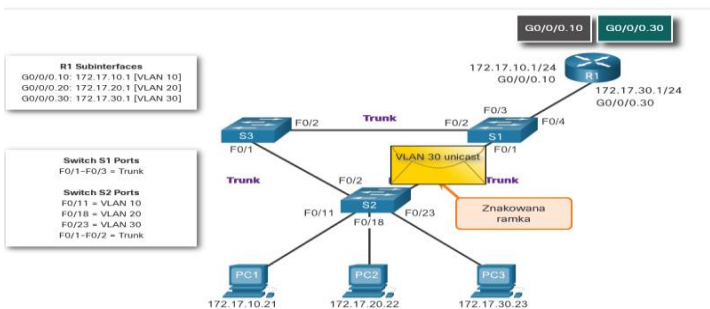 G0/0/0.10
G0/0/0.30
R1 Subinterfaces
G0/0/0.10: 172.17.10.1 [VLAN 10]
G0/0/0.20: 172.17.20.1 [VLAN 20]
G0/0/0.30: 172.17.30.1 [VLAN 30]
172.17.10.1/24
G0/0/0.10
R1
172.17.30.1/24
G0/0/0.30
F0/3
F0/2
Trunk
F0/2
F0/4
S3
S1
F0/1
F0/1
Switch S1 Ports
F0/1-F0/3 = Trunk
Switch S2 Ports
F0/11 = VLAN 10
F0/18 = VLAN 20
F0/23 = VLAN 30
F0/1-F0/2 = Trunk
VLAN 30 unicast
Trunk
Trunk
F0/2
S2
Znakowana
ramka
F0/11
F0/18
F0/23
PC1
PC2
PC3
172.17.10.21
172.17.20.22
172.17.30.23